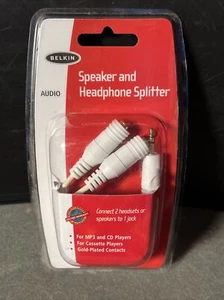 BELKIN
AUDIO
Speaker and
Headphone Splitter
Connect 2 headsets or
speakers to 1 jack
• For MP3 and CD Players
• For Cassette Players
• Gold-Plated Contacts